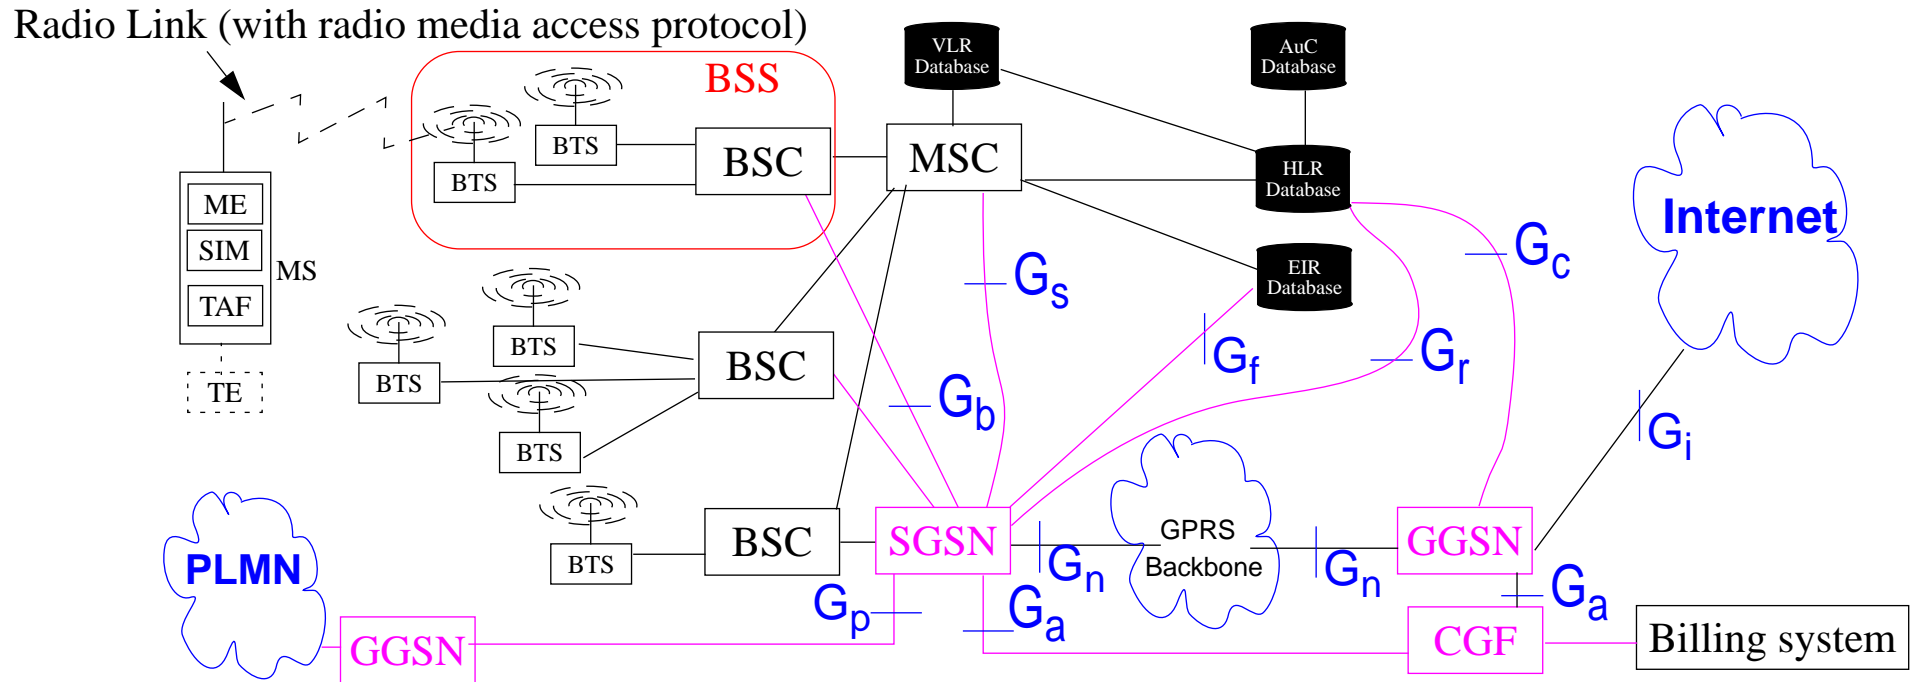 Radio Link (with radio media access protocol)
BSS
VLR
Database
AuC
Database
BTS
BTS
BSC
MSC
HLR
Database
ME
SIM
TAF
MS
TE
Internet
EIR
Database
Gs
Gc
BTS
BTS
BTS
BSC
Gb
Gf
Gr
Gi
PLMN
BTS
BSC
SGSN
Gn
GPRS
Backbone
Gn
GGSN
Gp
Ga
Ga
GGSN
CGF
Billing system